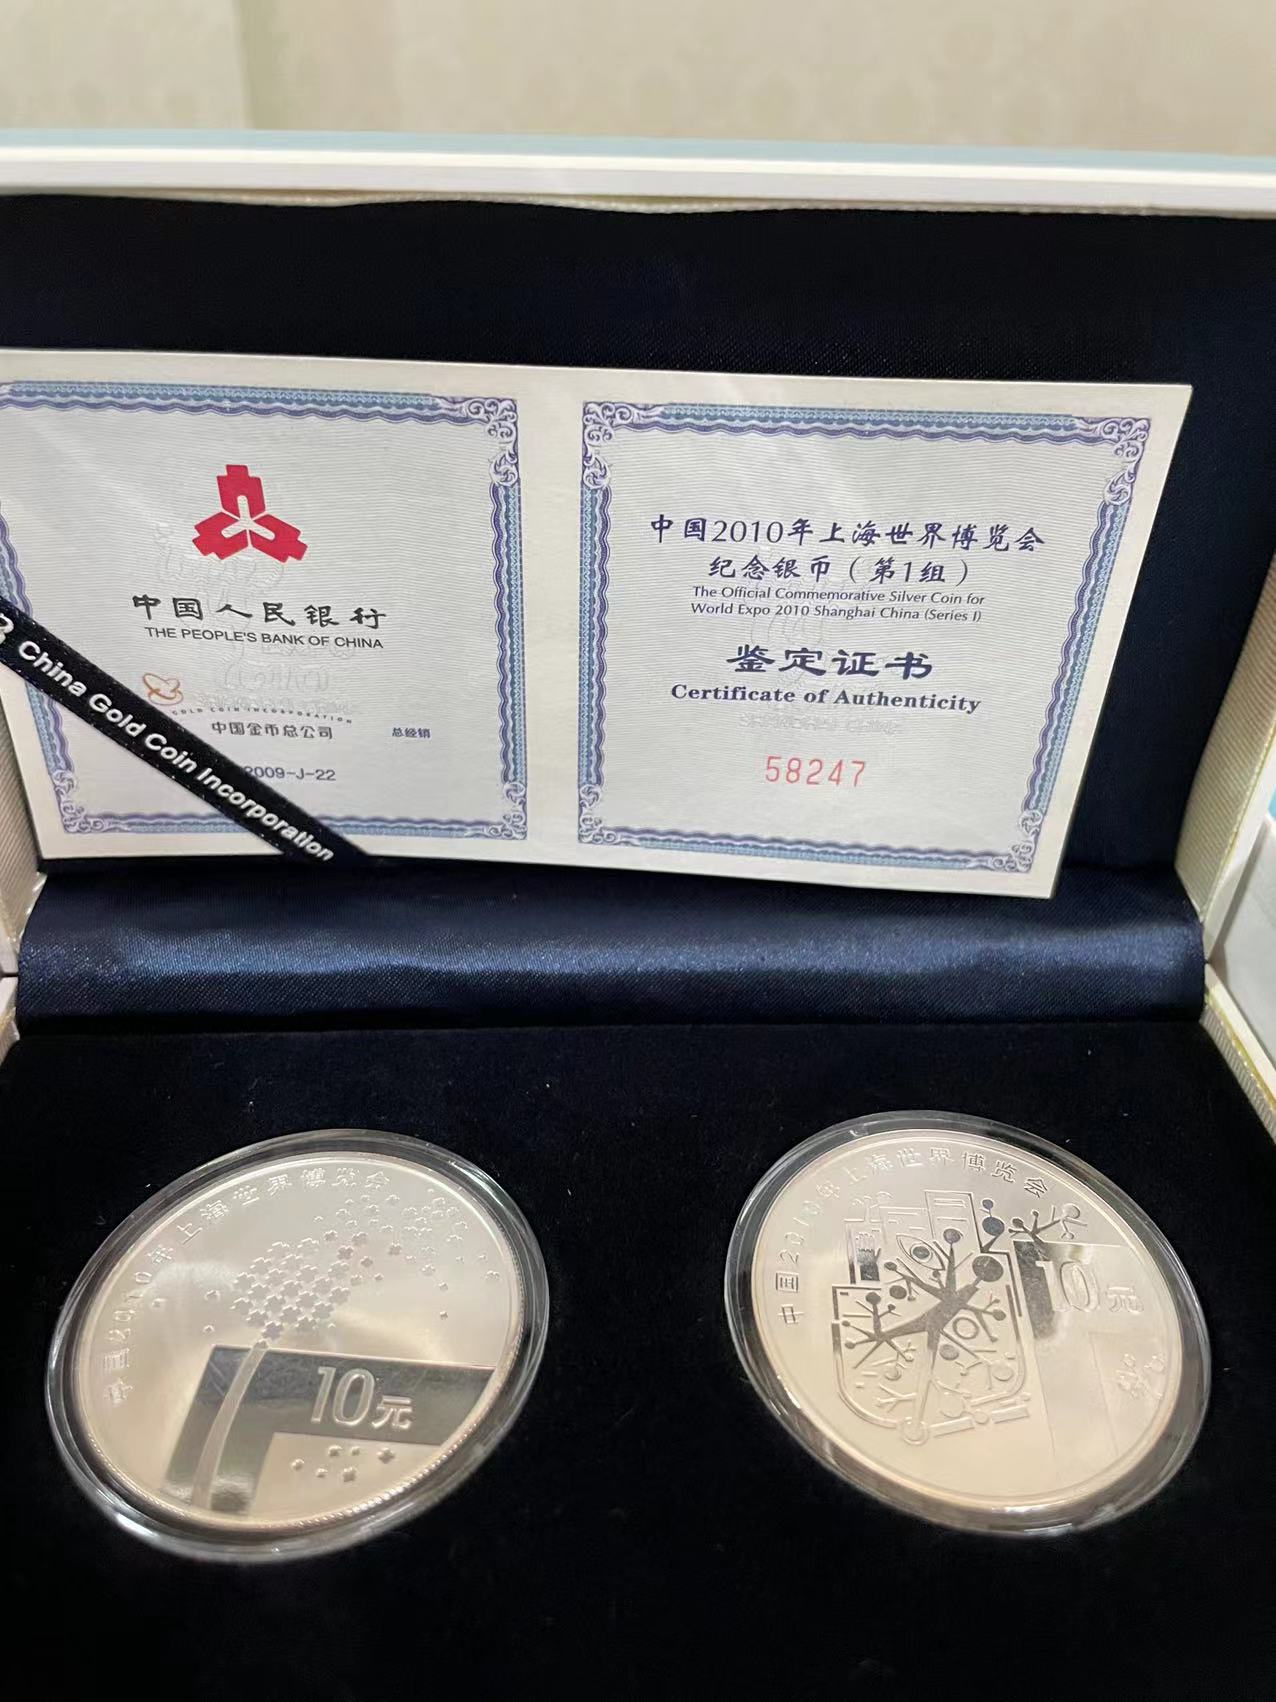 中国人民银行
THE PEOPLE'S BANK OF CHINA
GOLD COIN INCORPORATION
中国金币总公司 总经销
2009-J-22
China Gold Coin Incorporation
中国2010年上海世界博览会
纪念银币（第1组）
The Official Commemorative Silver Coin for
World Expo 2010 Shanghai China (Series I)
鉴定证书
Certificate of Authenticity
58247
中国2010年上海世界博览会
10元
中国2010年上海世界博览会
10元